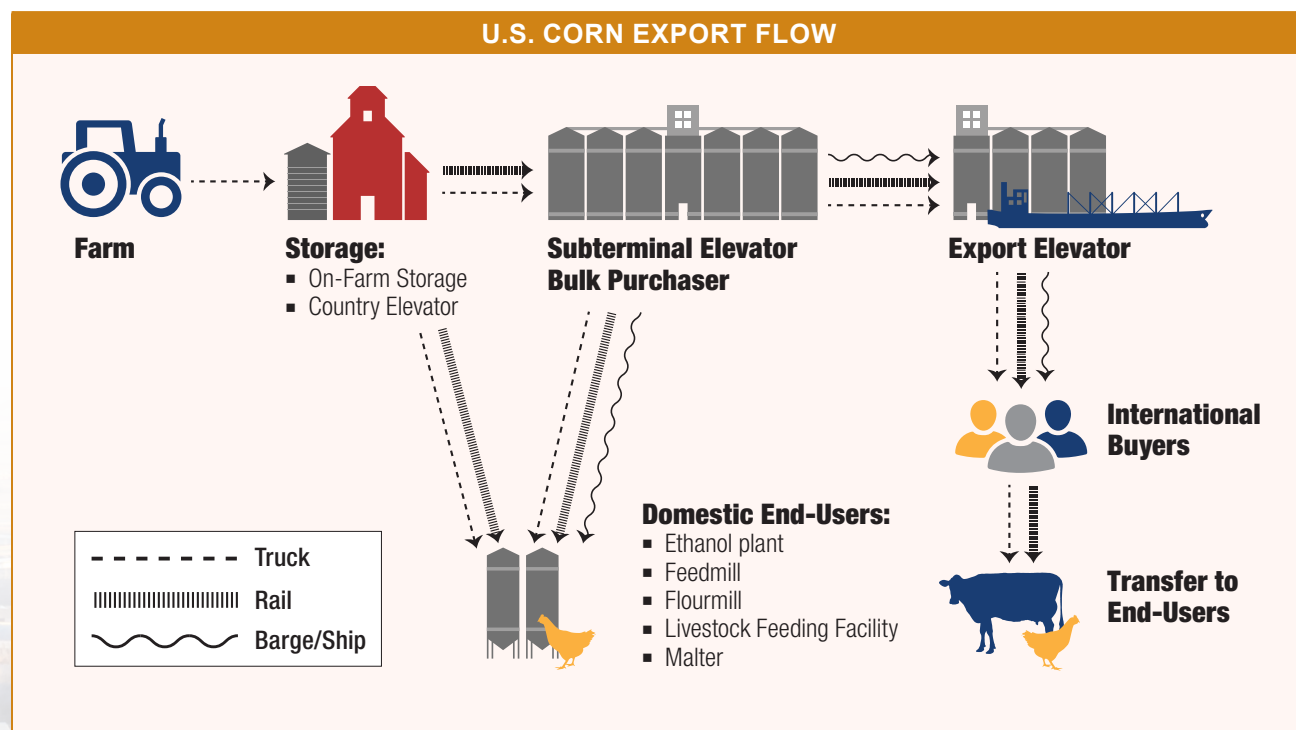 U.S. CORN EXPORT FLOW
Farm
Storage:
▪ On-Farm Storage
▪ Country Elevator
Subterminal Elevator
Bulk Purchaser
Export Elevator
International
Buyers
Domestic End-Users:
▪ Ethanol plant
▪ Feedmill
▪ Flourmill
▪ Livestock Feeding Facility
▪ Malter
Transfer to
End-Users
Truck
Rail
Barge/Ship